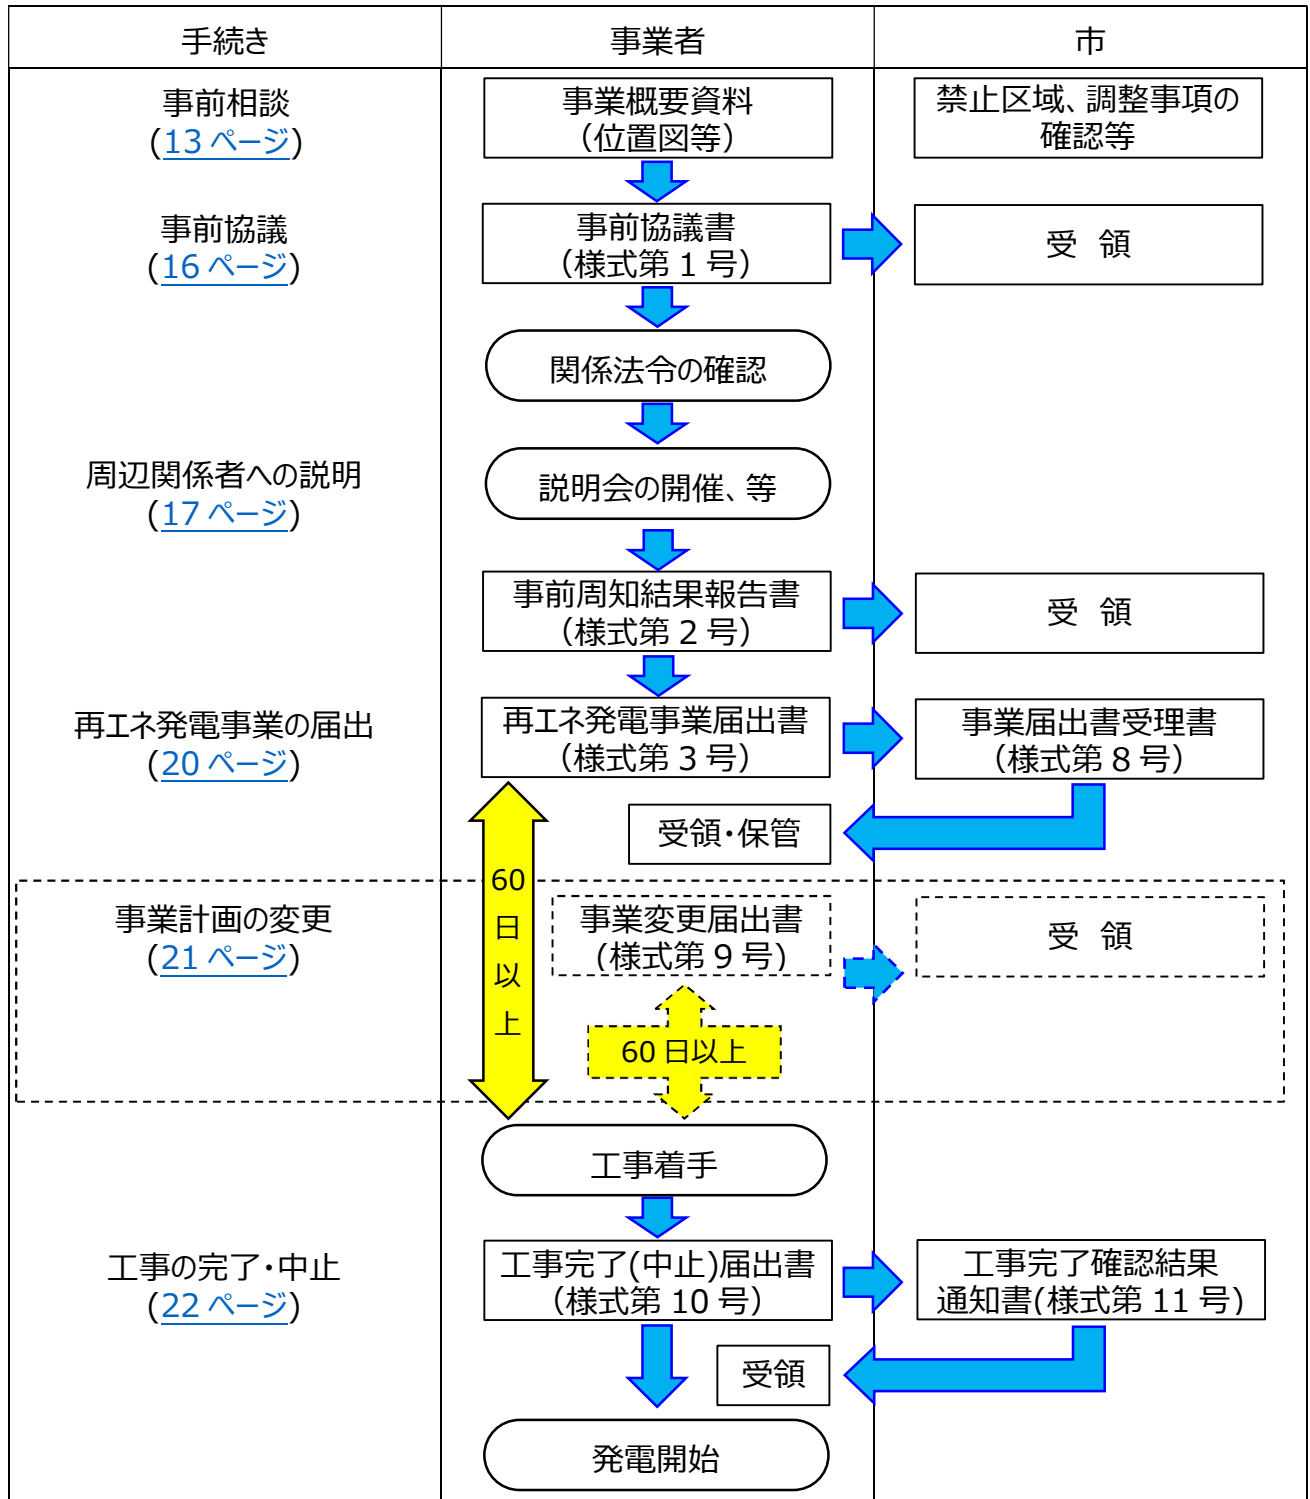 手続き
事業者
市
事前相談
(13 ページ)
事業概要資料
（位置図等）
禁止区域、調整事項の
確認等
事前協議
(16 ページ)
事前協議書
（様式第 1 号）
受 領
関係法令の確認
周辺関係者への説明
(17 ページ)
説明会の開催、等
事前周知結果報告書
（様式第 2 号）
受 領
再エネ発電事業の届出
(20 ページ)
再エネ発電事業届出書
（様式第 3 号）
事業届出書受理書
（様式第 8 号）
受領・保管
60
日
以
上
事業計画の変更
(21 ページ)
事業変更届出書
(様式第 9 号)
受 領
60 日以上
工事着手
工事の完了・中止
(22 ページ)
工事完了(中止)届出書
（様式第 10 号）
工事完了確認結果
通知書(様式第 11 号)
受領
発電開始